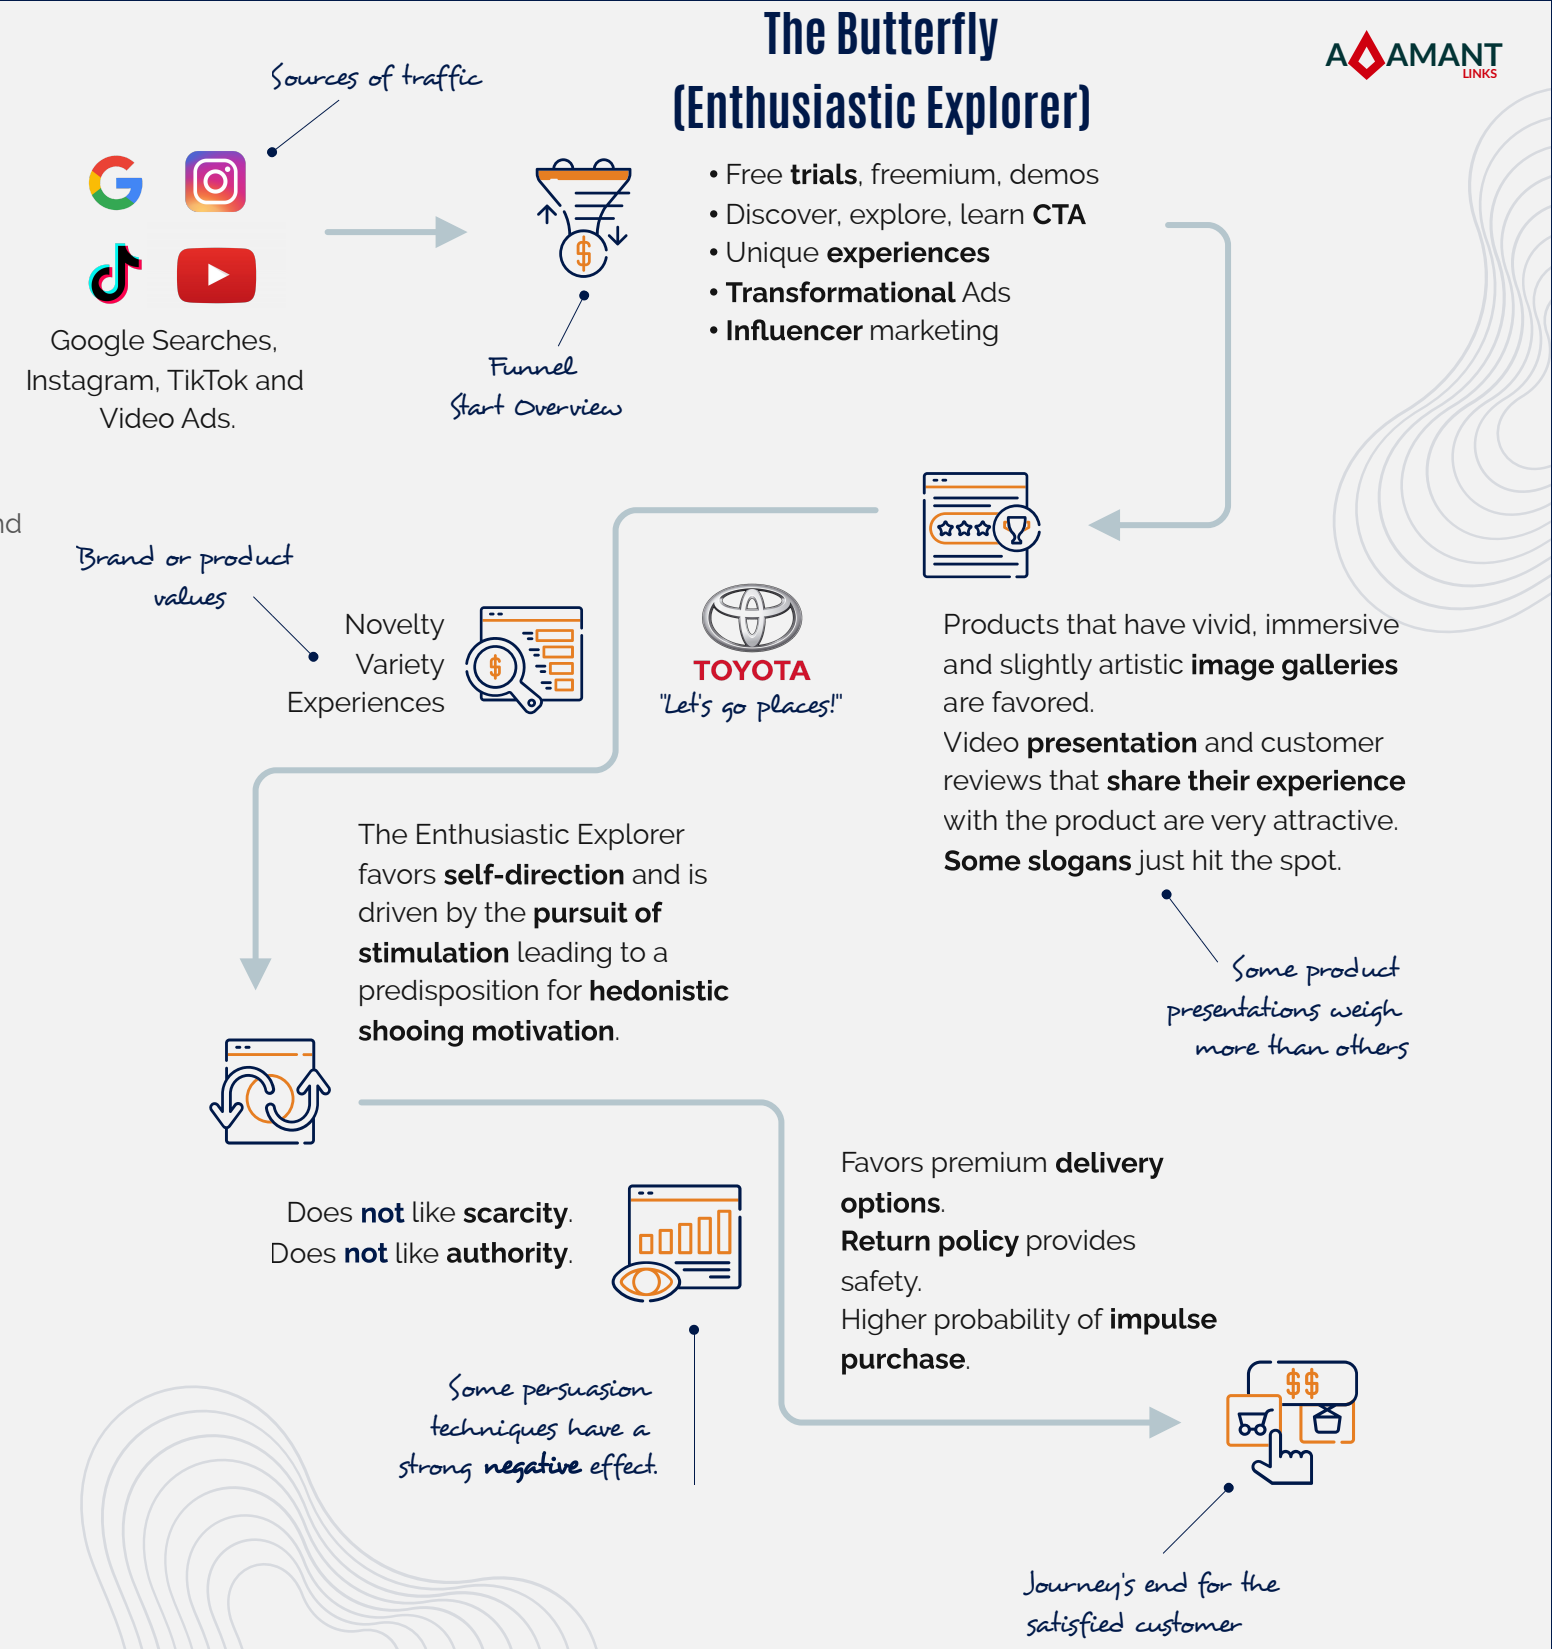 The Butterfly
(Enthusiastic Explorer)
A AMANT
LINKS
Sources of traffic
Google Searches,
Instagram, TikTok and
Video Ads.
$
Funnel
Start Overview
• Free trials, freemium, demos
• Discover, explore, learn CTA
• Unique experiences
• Transformational Ads
• Influencer marketing
nd
Brand or product
values
Novelty
Variety
Experiences
$
TOYOTA
"Let's go places!"
Products that have vivid, immersive
and slightly artistic image galleries
are favored.
Video presentation and customer
reviews that share their experience
with the product are very attractive.
Some slogans just hit the spot.
Some product
presentations weigh
more than others
The Enthusiastic Explorer
favors self-direction and is
driven by the pursuit of
stimulation leading to a
predisposition for hedonistic
shooing motivation.
Does not like scarcity.
Does not like authority.
Some persuasion
techniques have a
strong negative effect.
Favors premium delivery
options.
Return policy provides
safety.
Higher probability of impulse
purchase.
$$
Journey's end for the
satisfied customer